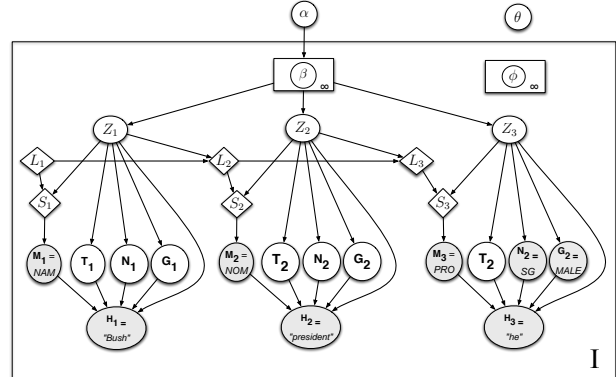 α θ
β ∞ φ ∞
Z₁ Z₂ Z₃
L₁ L₂ L₃
S₁ S₂ S₃
M₁ = NAM T₁ N₁ G₁ M₂ = NOM T₂ N₂ G₂ M₃ = PRO T₂ N₂ = SG G₂ = MALE
H₁ = "Bush" H₂ = "president" H₃ = "he"
I